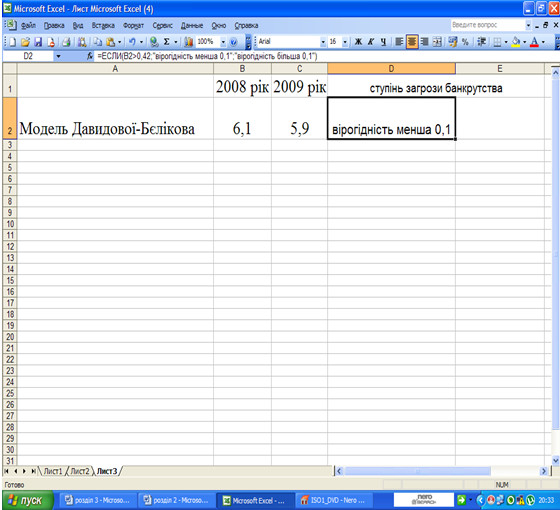 Microsoft Excel - Лист Microsoft Excel (4)
Файл Правка Вид Вставка Формат Сервис Данные Окно Справка Введите вопрос
100% Arial 16 Ж К Ч
D2 fx =ЕСЛИ(B2>0,42;"вірогідність менша 0,1";"вірогідність більша 0,1")
A B C D E
1 2008 рік 2009 рік ступінь загрози банкрутства
2 Модель Давидової-Бєлікова 6,1 5,9 вірогідність менша 0,1
3
4
5
6
7
8
9
10
11
12
13
14
15
16
17
18
19
20
21
22
23
24
25
26
27
28
29
30
31
Лист1 Лист2 Лист3
Готово NUM
пуск розділ 3 - Microso... розділ 2 - Microso... Microsoft Excel - ... ISO1_DVD - Nero ... nero 20:33